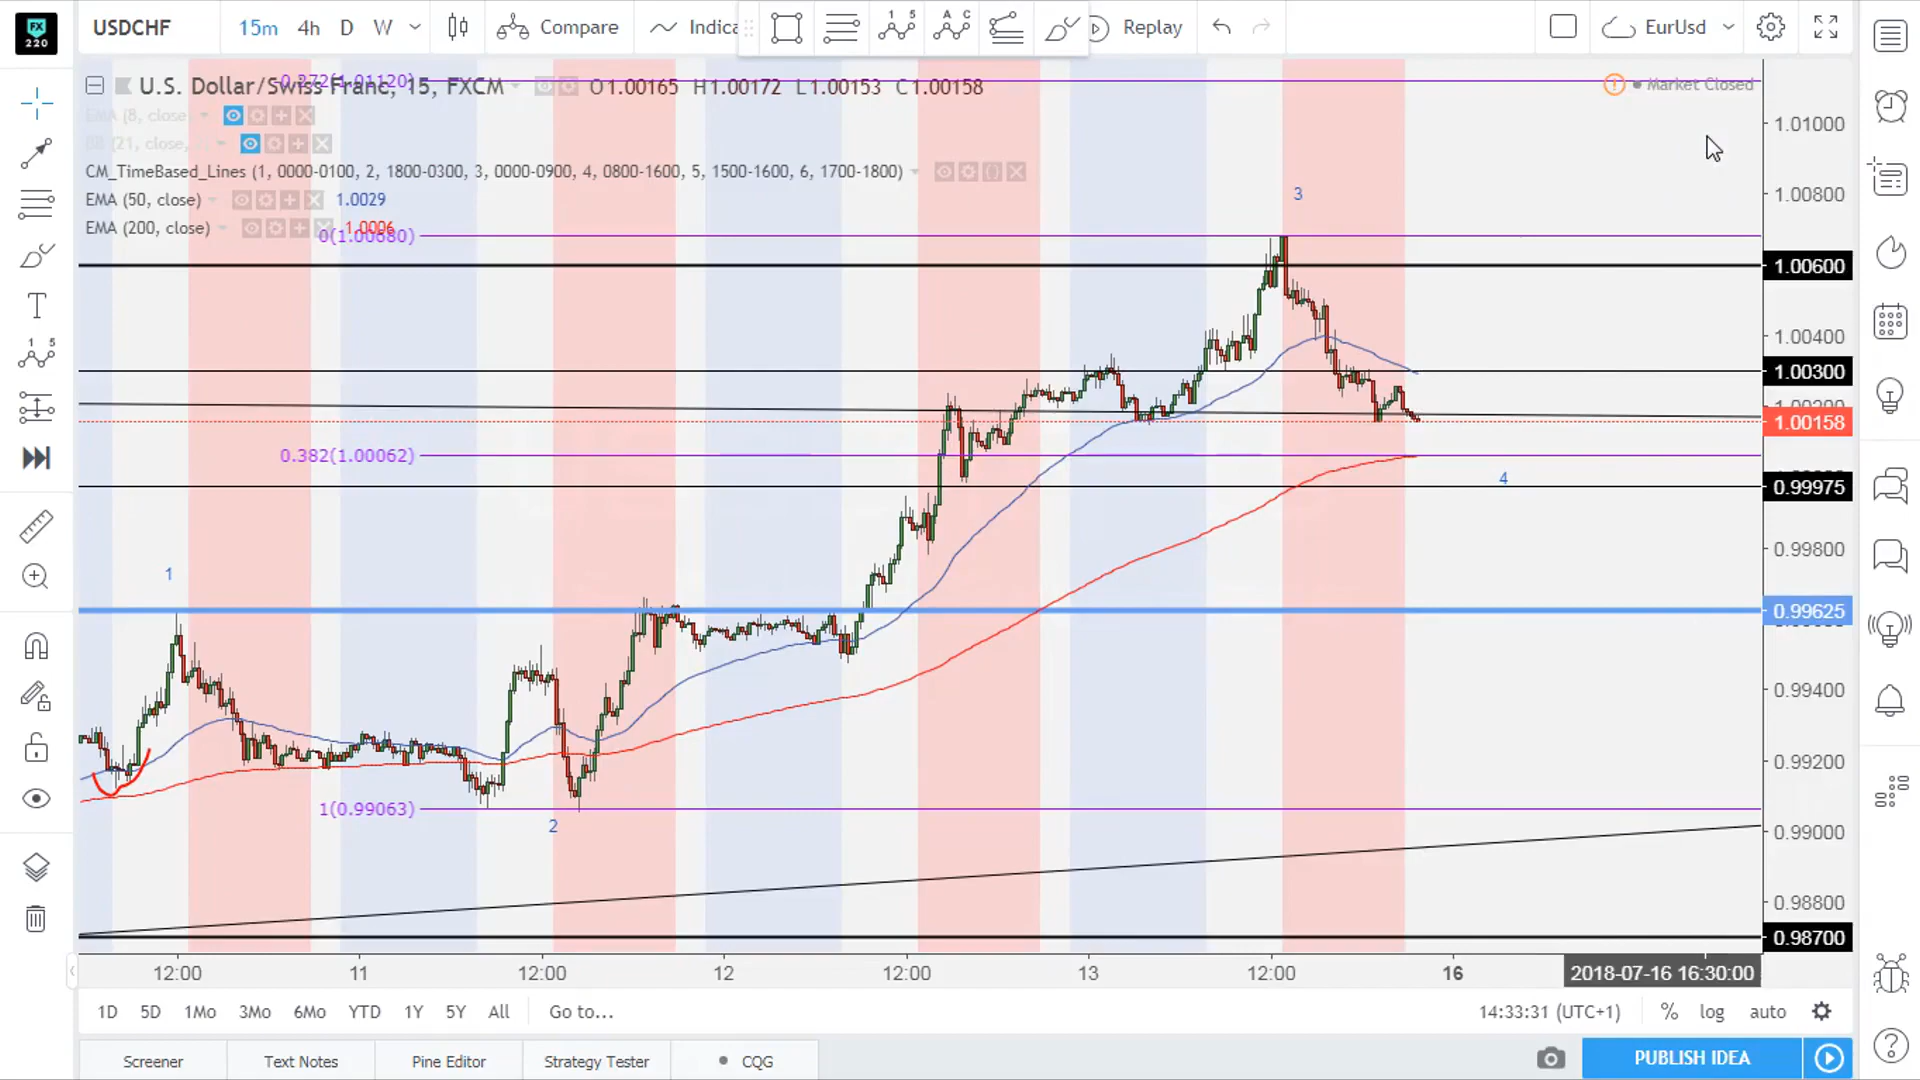 FX
220
USDCHF
15m 4h D W
Compare
Indica
1 5
A C
Replay
EurUsd
U.S. Dollar/Swiss Franc, 15, FXCM
O1.00165 H1.00172 L1.00153 C1.00158
0.272(1.01120)
Market Closed
EMA (8, close
(21, close,
CM_TimeBased_Lines (1, 0000-0100, 2, 1800-0300, 3, 0000-0900, 4, 0800-1600, 5, 1500-1600, 6, 1700-1800)
EMA (50, close) 1.0029
EMA (200, close) 1.0006
0(1.00680)
0.382(1.00062)
1(0.99063)
1
2
3
4
1.01000
1.00800
1.00600
1.00400
1.00300
1.00200
1.00158
0.99975
0.99800
0.99625
0.99400
0.99200
0.99000
0.98800
0.98700
12:00 11 12:00 12 12:00 13 12:00 16 2018-07-16 16:30:00
1D 5D 1Mo 3Mo 6Mo YTD 1Y 5Y All Go to...
14:33:31 (UTC+1) % log auto
Screener Text Notes Pine Editor Strategy Tester CQG
PUBLISH IDEA